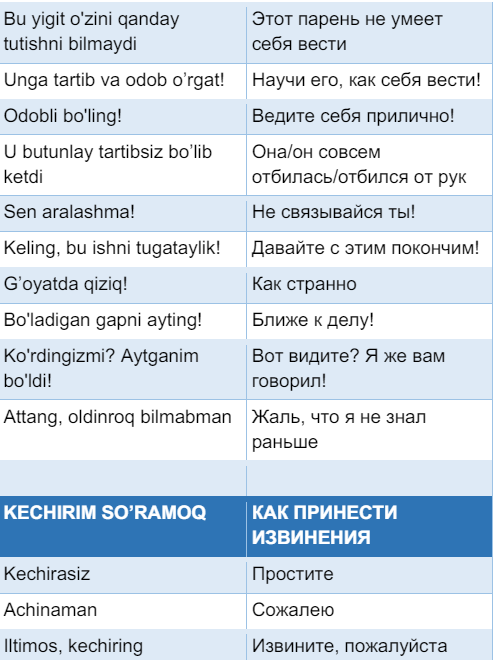 Bu yigit o'zini qanday
tutishni bilmaydi
Этот парень не умеет
себя вести
Unga tartib va odob o’rgat!
Научи его, как себя вести!
Odobli bo'ling!
Ведите себя прилично!
U butunlay tartibsiz bo’lib
ketdi
Она/он совсем
отбилась/отбился от рук
Sen aralashma!
Не связывайся ты!
Keling, bu ishni tugataylik!
Давайте с этим покончим!
G’oyatda qiziq!
Как странно
Bo'ladigan gapni ayting!
Ближе к делу!
Ko'rdingizmi? Aytganim
bo'ldi!
Вот видите? Я же вам
говорил!
Attang, oldinroq bilmabman
Жаль, что я не знал
раньше
KECHIRIM SO’RAMOQ
КАК ПРИНЕСТИ
ИЗВИНЕНИЯ
Kechirasiz
Простите
Achinaman
Сожалею
Iltimos, kechiring
Извините, пожалуйста